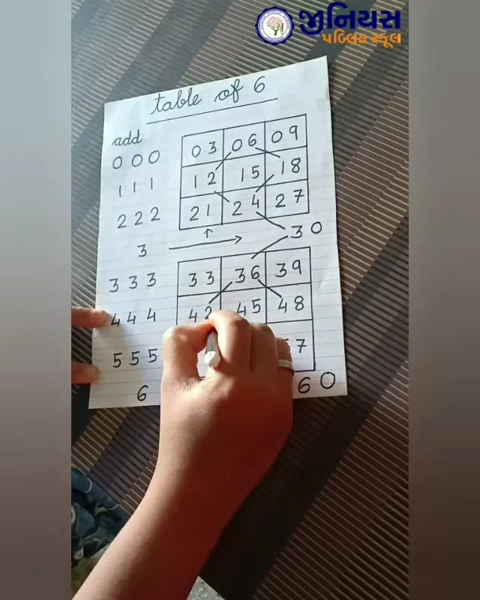 જીનિયસ
પબ્લિક સ્કૂલ
table of 6
add
0 0 0 03 06 09
1 1 1 12 15 18
2 2 2 21 24 27
3 30
3 3 3 33 36 39
4 4 4 42 45 48
5 5 5 7
6 60